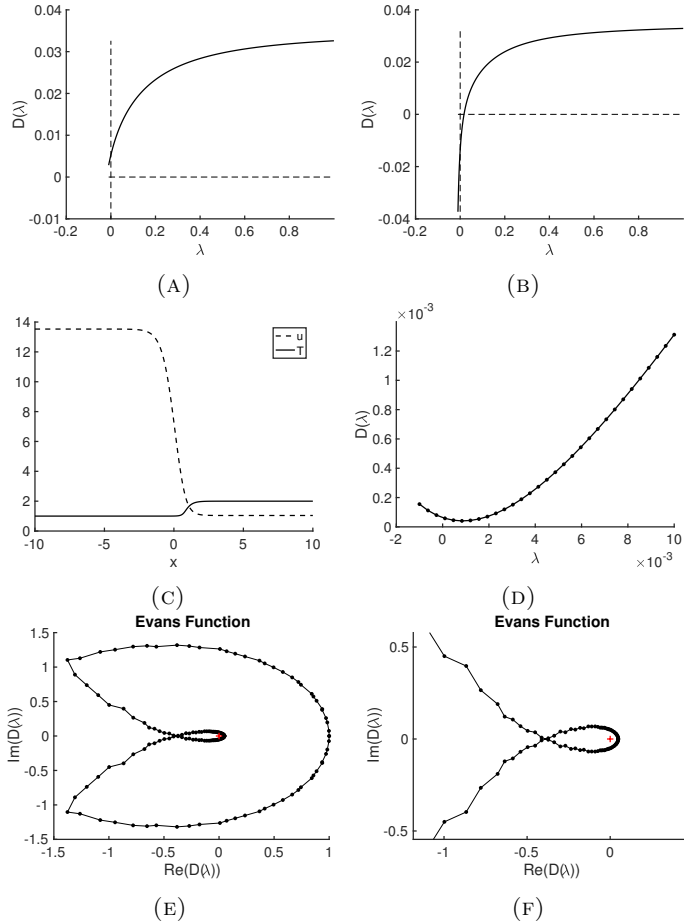 0.04
0.03
0.02
0.01
0
-0.01
D(λ)
-0.2 0 0.2 0.4 0.6 0.8
λ
(A)
0.04
0.02
0
-0.02
-0.04
D(λ)
-0.2 0 0.2 0.4 0.6 0.8
λ
(B)
14
12
10
8
6
4
2
0
u
T
-10 -5 0 5 10
x
(C)
×10-3
1.2
1
0.8
0.6
0.4
0.2
0
D(λ)
-2 0 2 4 6 8 10
λ ×10-3
(D)
Evans Function
1.5
1
0.5
0
-0.5
-1
-1.5
Im(D(λ))
-1 -0.5 0 0.5 1
Re(D(λ))
(E)
Evans Function
0.5
0
-0.5
Im(D(λ))
-1 -0.5 0
Re(D(λ))
(F)